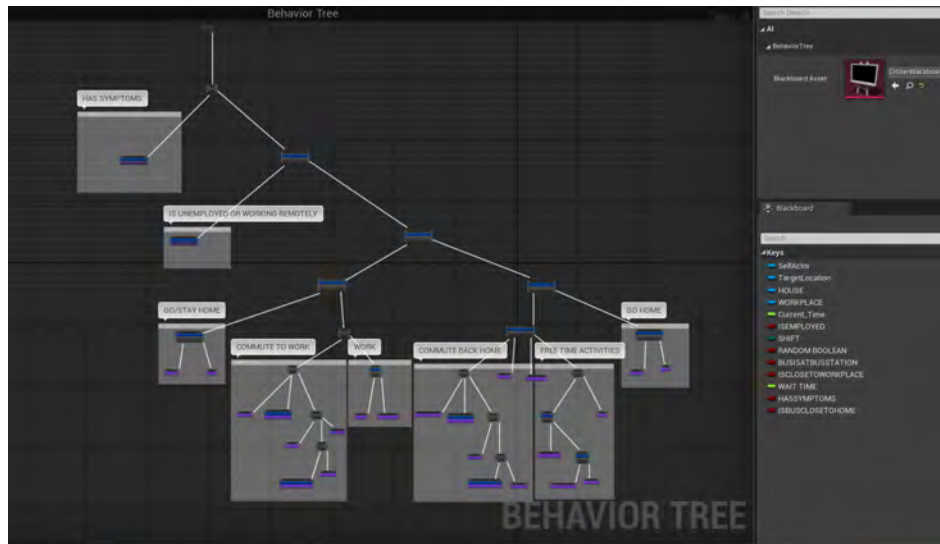 Behavior Tree
Search Details
AI
BehaviorTree
Blackboard Asset
CitizenBlackboard
HAS SYMPTOMS
IS UNEMPLOYED OR WORKING REMOTELY
GO/STAY HOME
COMMUTE TO WORK
WORK
COMMUTE BACK HOME
FREE TIME ACTIVITIES
GO HOME
BEHAVIOR TREE
Blackboard
Search
Keys
SelfActor
TargetLocation
HOUSE
WORKPLACE
Current_Time
ISEMPLOYED
SHIFT
RANDOM BOOLEAN
BUSISATBUSSTATION
ISCLOSETOWORKPLACE
WAIT TIME
HASSYMPTOMS
ISBUSCLOSETOHOME